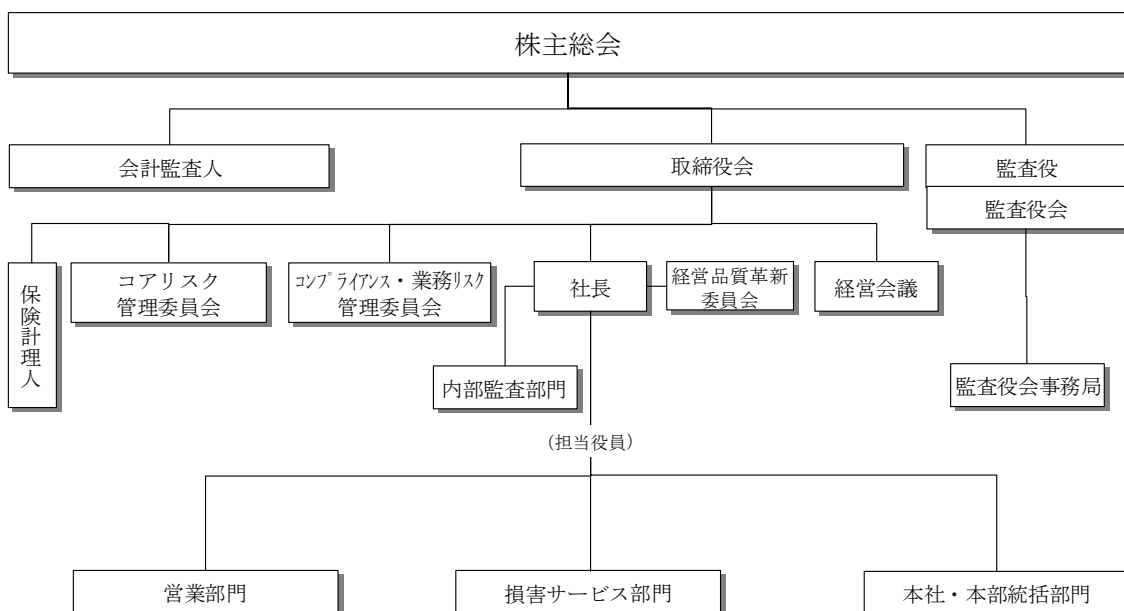 株主総会
会計監査人
取締役会
監査役
監査役会
保険計理人
コアリスク
管理委員会
ｺﾝﾌﾟﾗｲｱﾝｽ・業務ﾘｽｸ
管理委員会
社長
経営品質革新
委員会
経営会議
内部監査部門
監査役会事務局
(担当役員)
営業部門
損害サービス部門
本社・本部統括部門